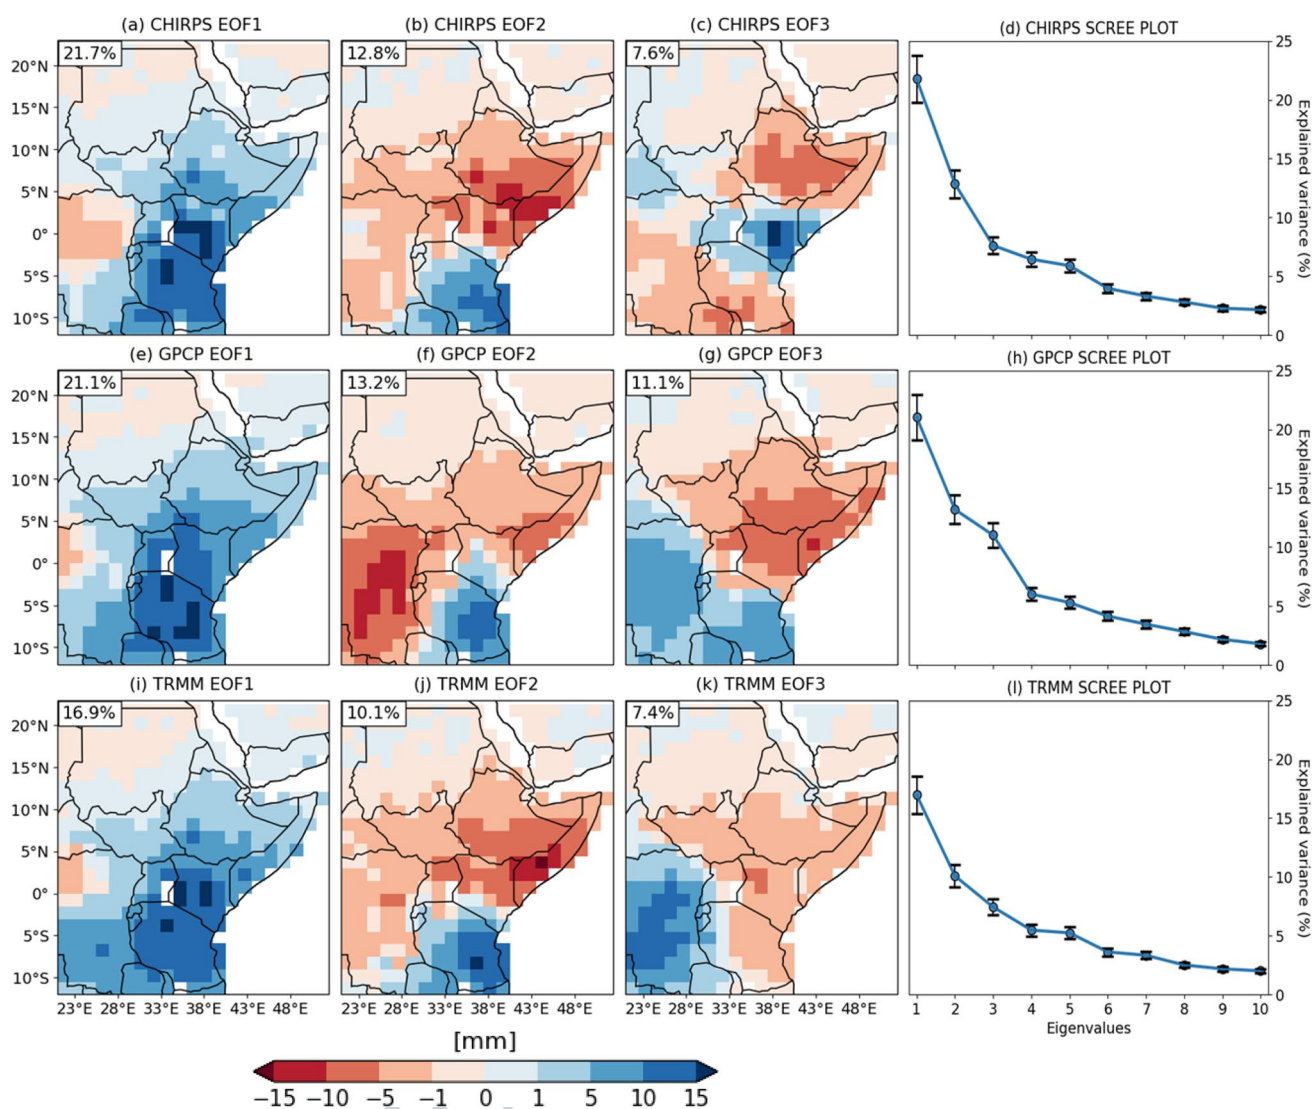 (a) CHIRPS EOF1 (b) CHIRPS EOF2 (c) CHIRPS EOF3 (d) CHIRPS SCREE PLOT
21.7% 12.8% 7.6%
20°N
15°N
10°N
5°N
0°
5°S
10°S
25
20
15
10
5
0
Explained variance (%)
(e) GPCP EOF1 (f) GPCP EOF2 (g) GPCP EOF3 (h) GPCP SCREE PLOT
21.1% 13.2% 11.1%
20°N
15°N
10°N
5°N
0°
5°S
10°S
25
20
15
10
5
0
Explained variance (%)
(i) TRMM EOF1 (j) TRMM EOF2 (k) TRMM EOF3 (l) TRMM SCREE PLOT
16.9% 10.1% 7.4%
20°N
15°N
10°N
5°N
0°
5°S
10°S
25
20
15
10
5
0
Explained variance (%)
23°E 28°E 33°E 38°E 43°E 48°E 23°E 28°E 33°E 38°E 43°E 48°E 23°E 28°E 33°E 38°E 43°E 48°E 1 2 3 4 5 6 7 8 9 10
Eigenvalues
[mm]
−15 −10 −5 −1 0 1 5 10 15